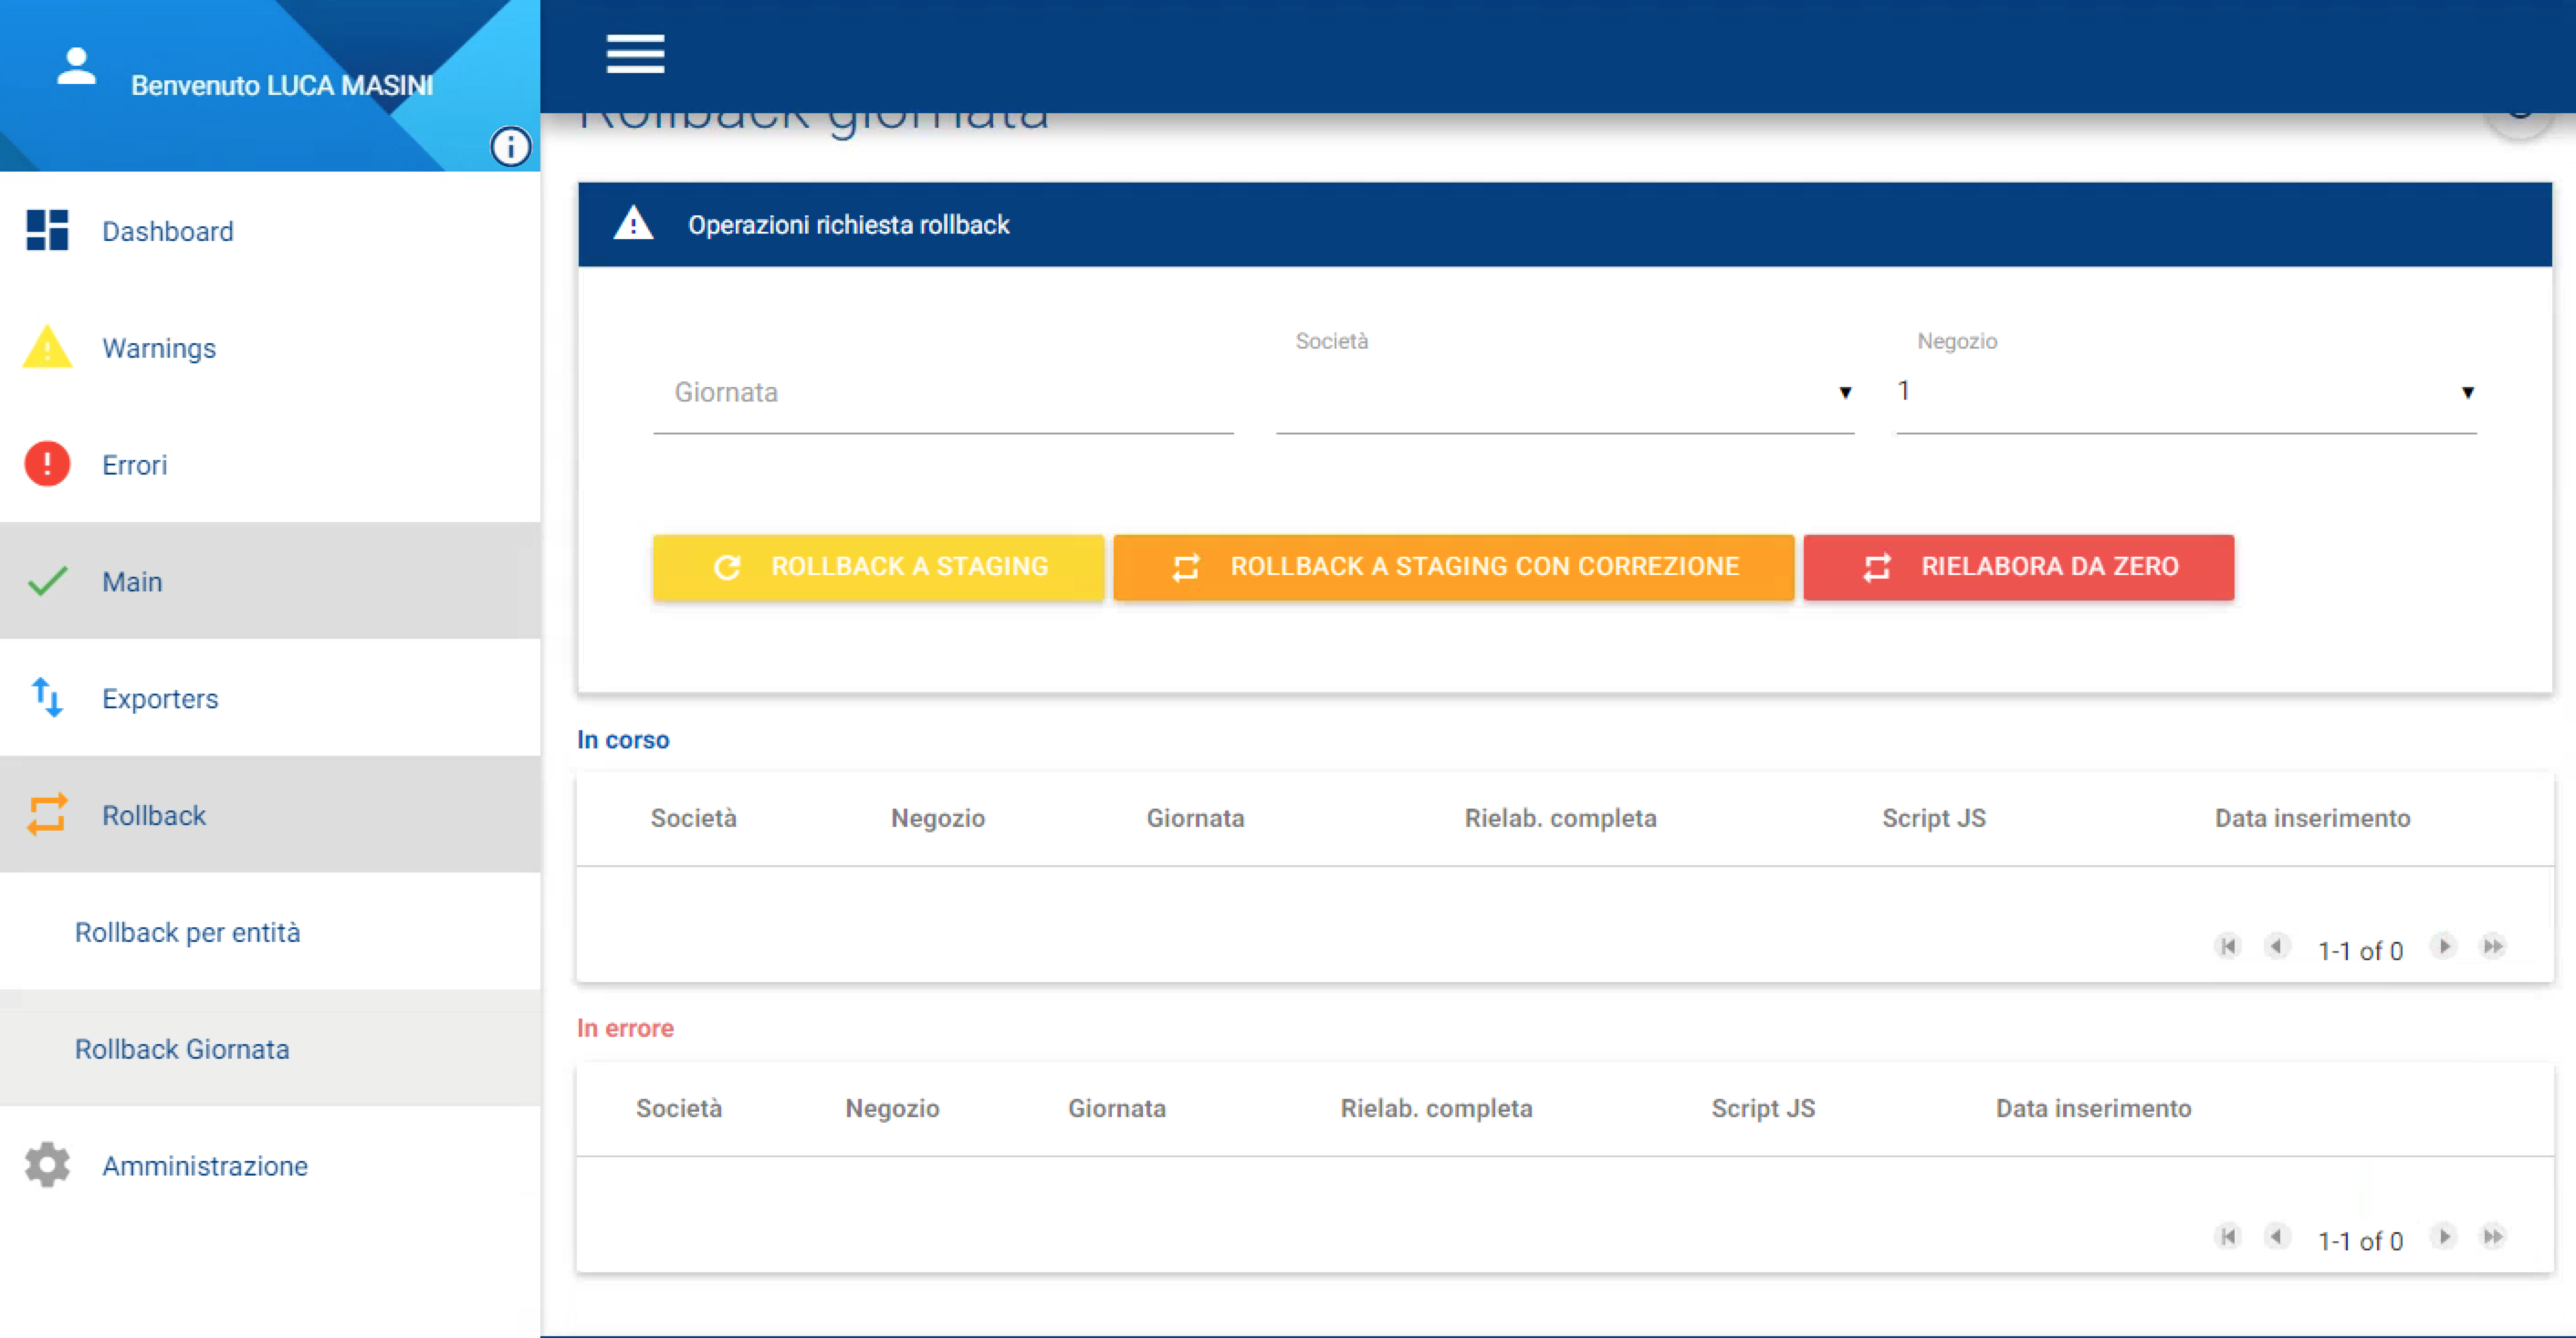 Benvenuto LUCA MASINI
Dashboard
Warnings
Errori
Main
Exporters
Rollback
Rollback per entità
Rollback Giornata
Amministrazione
Rollback giornata
Operazioni richiesta rollback
Giornata
Società
Negozio
1
ROLLBACK A STAGING
ROLLBACK A STAGING CON CORREZIONE
RIELABORA DA ZERO
In corso
Società Negozio Giornata Rielab. completa Script JS Data inserimento
1-1 of 0
In errore
Società Negozio Giornata Rielab. completa Script JS Data inserimento
1-1 of 0